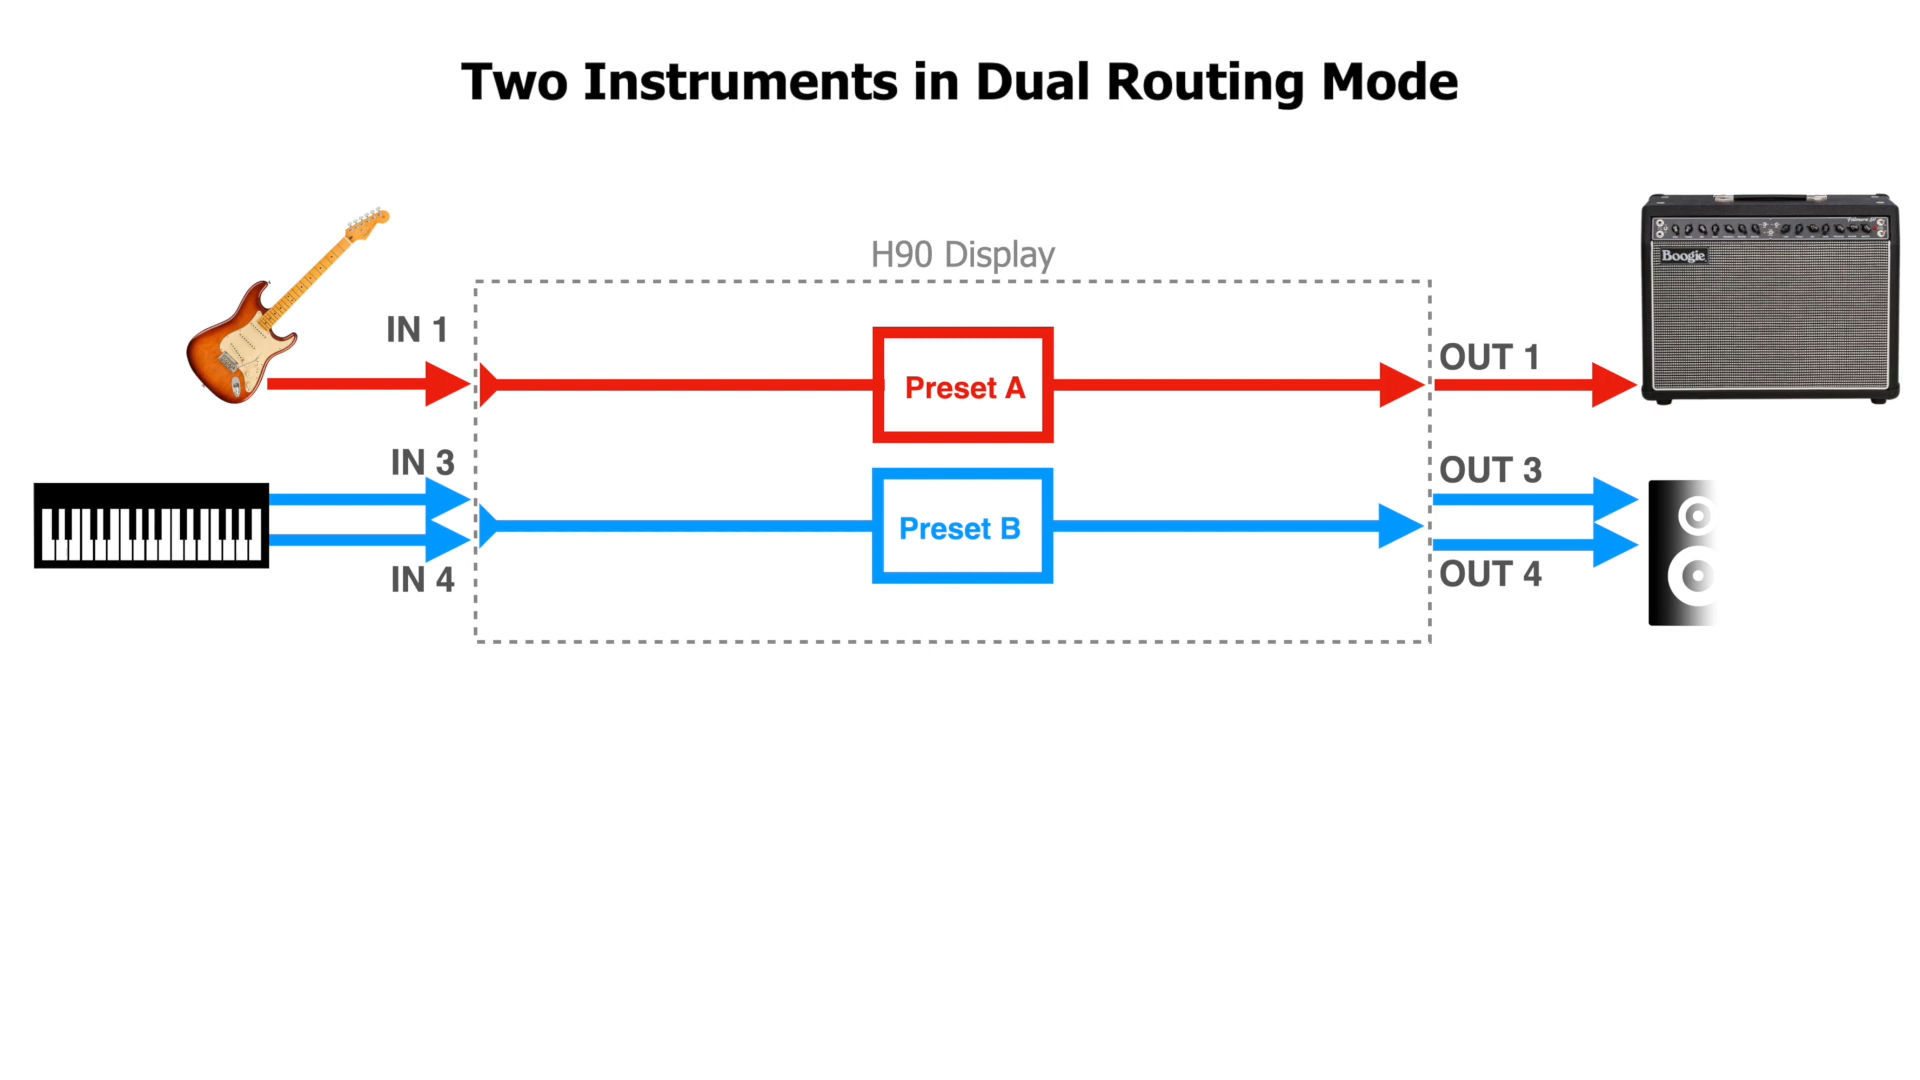 Two Instruments in Dual Routing Mode
H90 Display
IN 1
Preset A
OUT 1
Boogie
IN 3
IN 4
Preset B
OUT 3
OUT 4